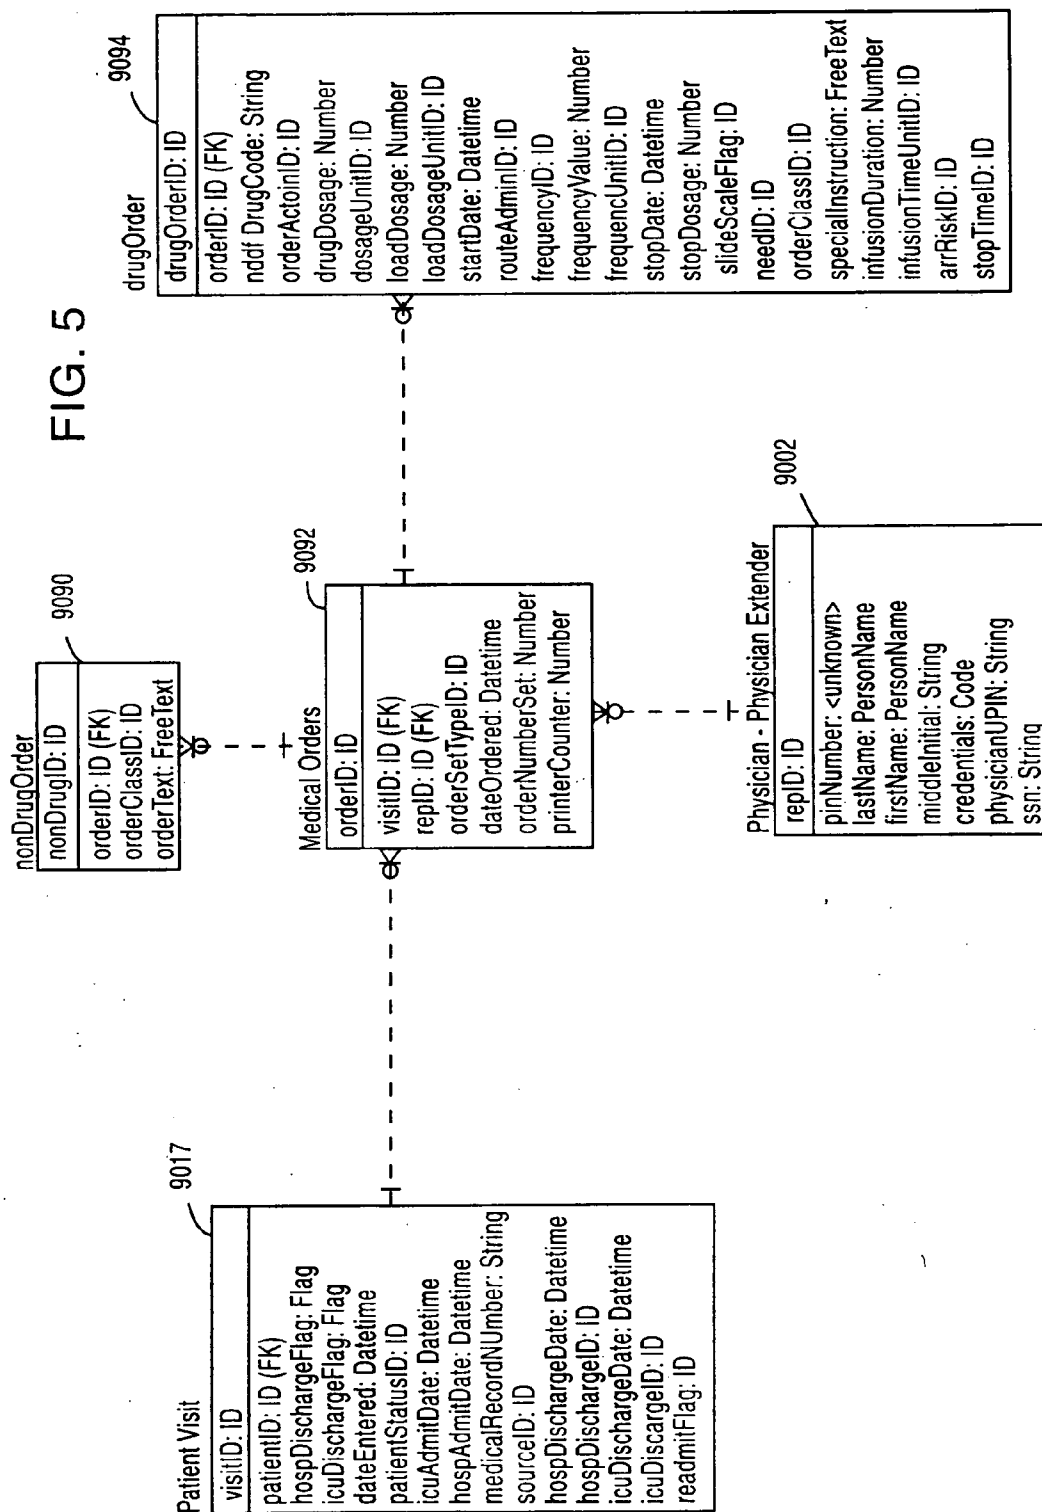 FIG. 5
nonDrugOrder
9090
nonDrugID: ID
orderID: ID (FK)
orderClassID: ID
orderText: FreeText
Patient Visit
9017
visitID: ID
patientID: ID (FK)
hospDischargeFlag: Flag
icuDischargeFlag: Flag
dateEntered: Datetime
patientStatusID: ID
icuAdmitDate: Datetime
hospAdmitDate: Datetime
medicalRecordNUmber: String
sourceID: ID
hospDischargeDate: Datetime
hospDischargeID: ID
icuDischargeDate: Datetime
icuDiscargeID: ID
readmitFlag: ID
Medical Orders
9092
orderID: ID
visitID: ID (FK)
repID: ID (FK)
orderSetTypeID: ID
dateOrdered: Datetime
orderNumberSet: Number
printerCounter: Number
drugOrder
9094
drugOrderID: ID
orderID: ID (FK)
nddf DrugCode: String
orderActoinID: ID
drugDosage: Number
dosageUnitID: ID
loadDosage: Number
loadDosageUnitID: ID
startDate: Datetime
routeAdminID: ID
frequencyID: ID
frequencyValue: Number
frequencUnitID: ID
stopDate: Datetime
stopDosage: Number
slideScaleFlag: ID
needID: ID
orderClassID: ID
specialInstruction: FreeText
infusionDuration: Number
infusionTimeUnitID: ID
arrRiskID: ID
stopTimeID: ID
Physician - Physician Extender
9002
repID: ID
pinNumber: <unknown>
lastName: PersonName
firstName: PersonName
middleInitial: String
credentials: Code
physicianUPIN: String
ssn: String